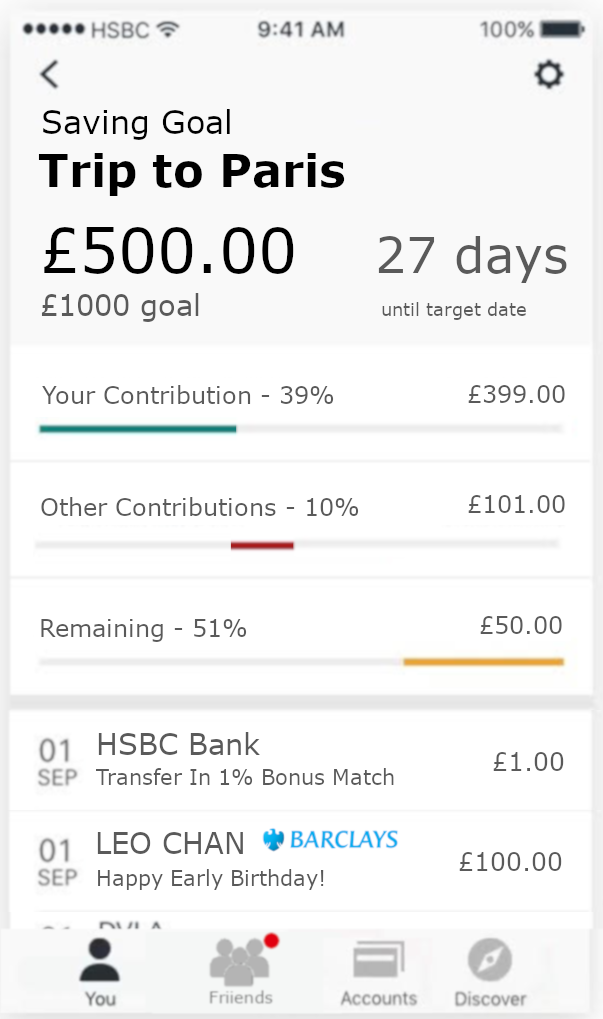 HSBC 9:41 AM 100%
Saving Goal
Trip to Paris
£500.00 27 days
£1000 goal until target date
Your Contribution - 39% £399.00
Other Contributions - 10% £101.00
Remaining - 51% £50.00
01 SEP HSBC Bank £1.00
Transfer In 1% Bonus Match
01 SEP LEO CHAN BARCLAYS £100.00
Happy Early Birthday!
You Friiends Accounts Discover